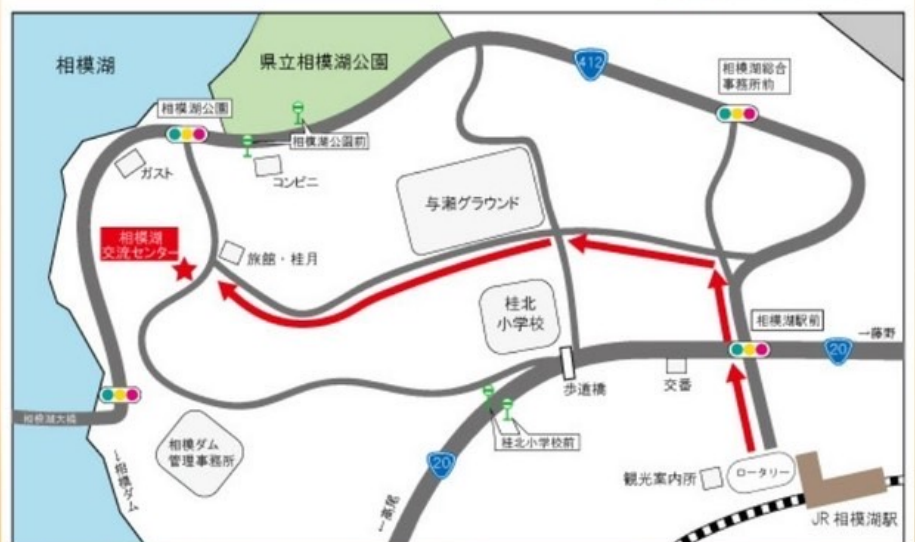 相模湖
県立相模湖公園
412
相模湖総合
事務所前
相模湖公園
相模湖公園前
ガスト
コンビニ
与瀬グラウンド
相模湖
交流センター
旅館・桂月
桂北
小学校
相模湖駅前
→藤野
20
歩道橋
交番
相模湖大橋
桂北小学校前
相模ダム
管理事務所
←相模ダム
20
観光案内所
ロータリー
←高尾
JR 相模湖駅